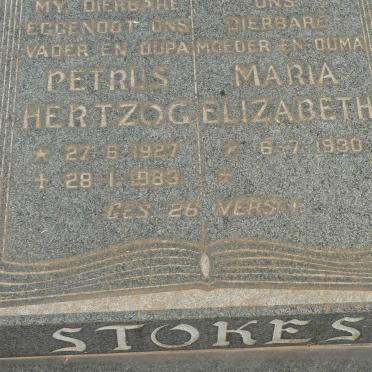 MY DIERBARE
EGGENOOT ONS
VADER EN OUPA
PETRUS
HERTZOG
* 27-6-1927
+ 28-1-1983
ONS
DIERBARE
MOEDER EN OUMA
MARIA
ELIZABETH
* 6-7-1930
+
GES. 26 VERS 1.
STOKES